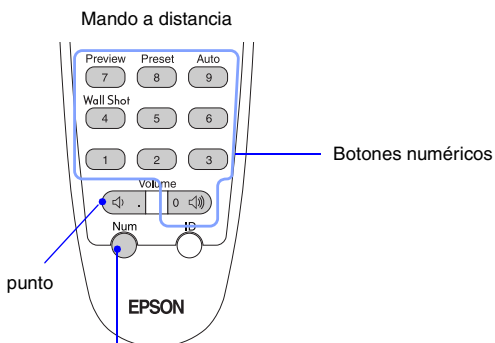 Mando a distancia
Preview Preset Auto
7 8 9
Wall Shot
4 5 6
Botones numéricos
1 2 3
Volume
. 0
Num ID
punto
EPSON